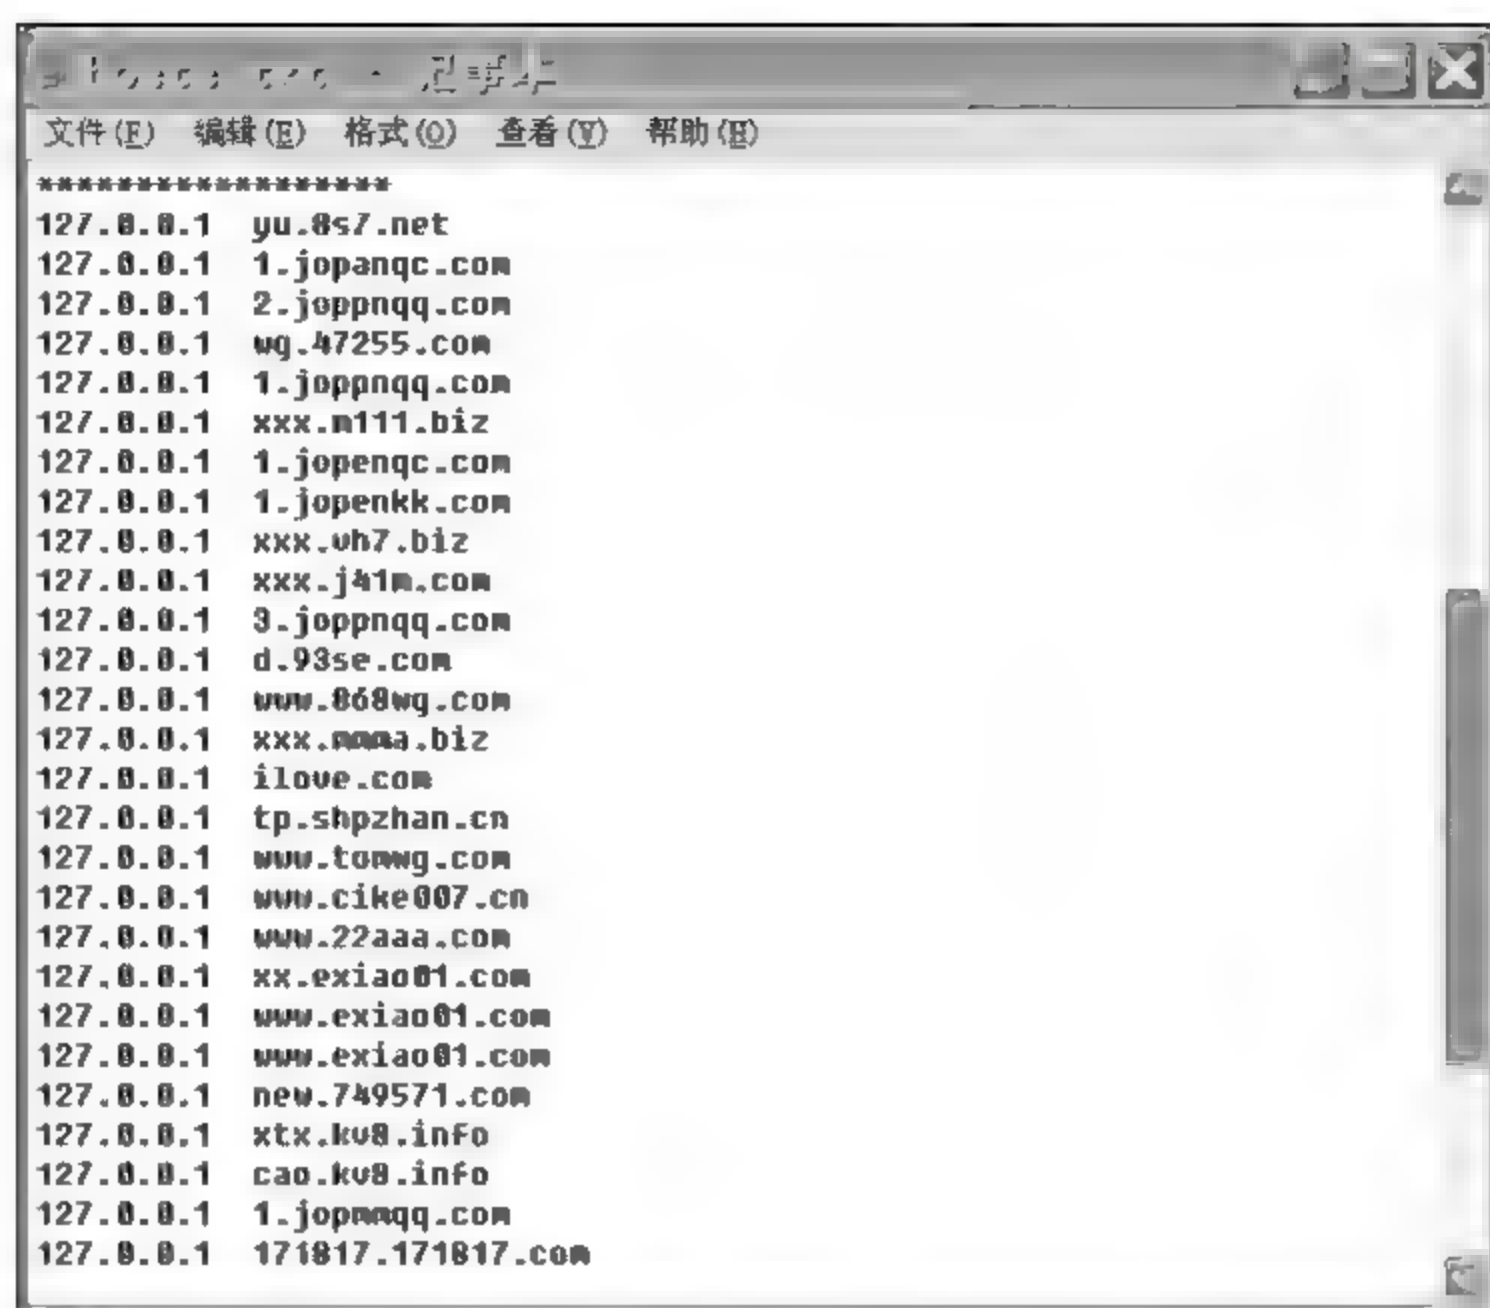 记事本
文件(F) 编辑(E) 格式(O) 查看(V) 帮助(H)
******************
127.0.0.1 yu.8s7.net
127.0.0.1 1.jopanqc.com
127.0.0.1 2.joppnqq.com
127.0.0.1 wg.47255.com
127.0.0.1 1.joppnqq.com
127.0.0.1 xxx.m111.biz
127.0.0.1 1.jopenqc.com
127.0.0.1 1.jopenkk.com
127.0.0.1 xxx.vh7.biz
127.0.0.1 xxx.j41m.com
127.0.0.1 3.joppnqq.com
127.0.0.1 d.93se.com
127.0.0.1 www.868wg.com
127.0.0.1 xxx.mmma.biz
127.0.0.1 ilove.com
127.0.0.1 tp.shpzhan.cn
127.0.0.1 www.tomwg.com
127.0.0.1 www.cike007.cn
127.0.0.1 www.22aaa.com
127.0.0.1 xx.exiao01.com
127.0.0.1 www.exiao01.com
127.0.0.1 www.exiao01.com
127.0.0.1 new.749571.com
127.0.0.1 xtx.kv8.info
127.0.0.1 cao.kv8.info
127.0.0.1 1.jopmmqq.com
127.0.0.1 171817.171817.com